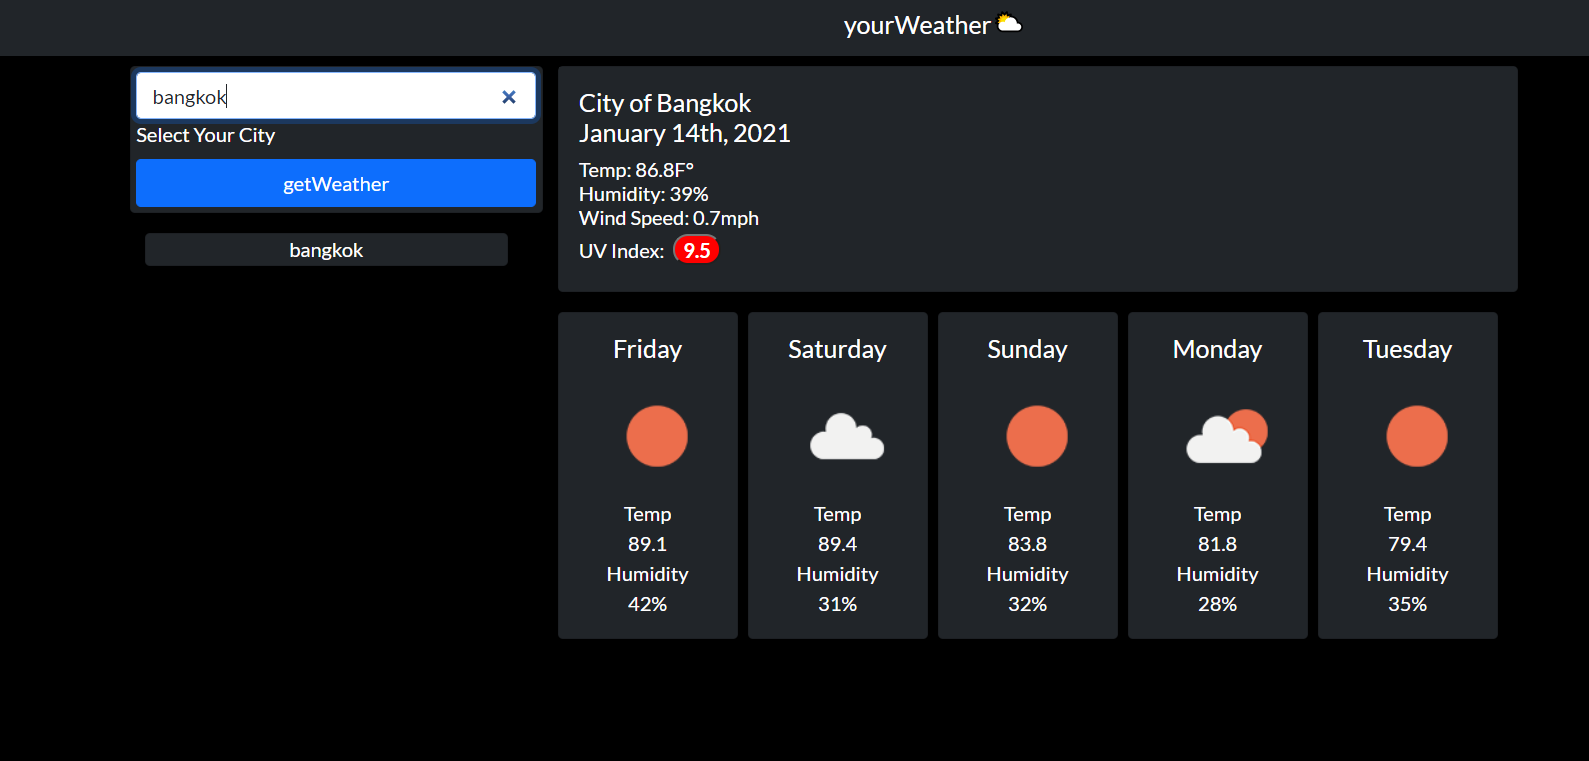 yourWeather
bangkok
Select Your City
getWeather
bangkok
City of Bangkok
January 14th, 2021
Temp: 86.8F°
Humidity: 39%
Wind Speed: 0.7mph
UV Index: 9.5
Friday
Temp
89.1
Humidity
42%
Saturday
Temp
89.4
Humidity
31%
Sunday
Temp
83.8
Humidity
32%
Monday
Temp
81.8
Humidity
28%
Tuesday
Temp
79.4
Humidity
35%